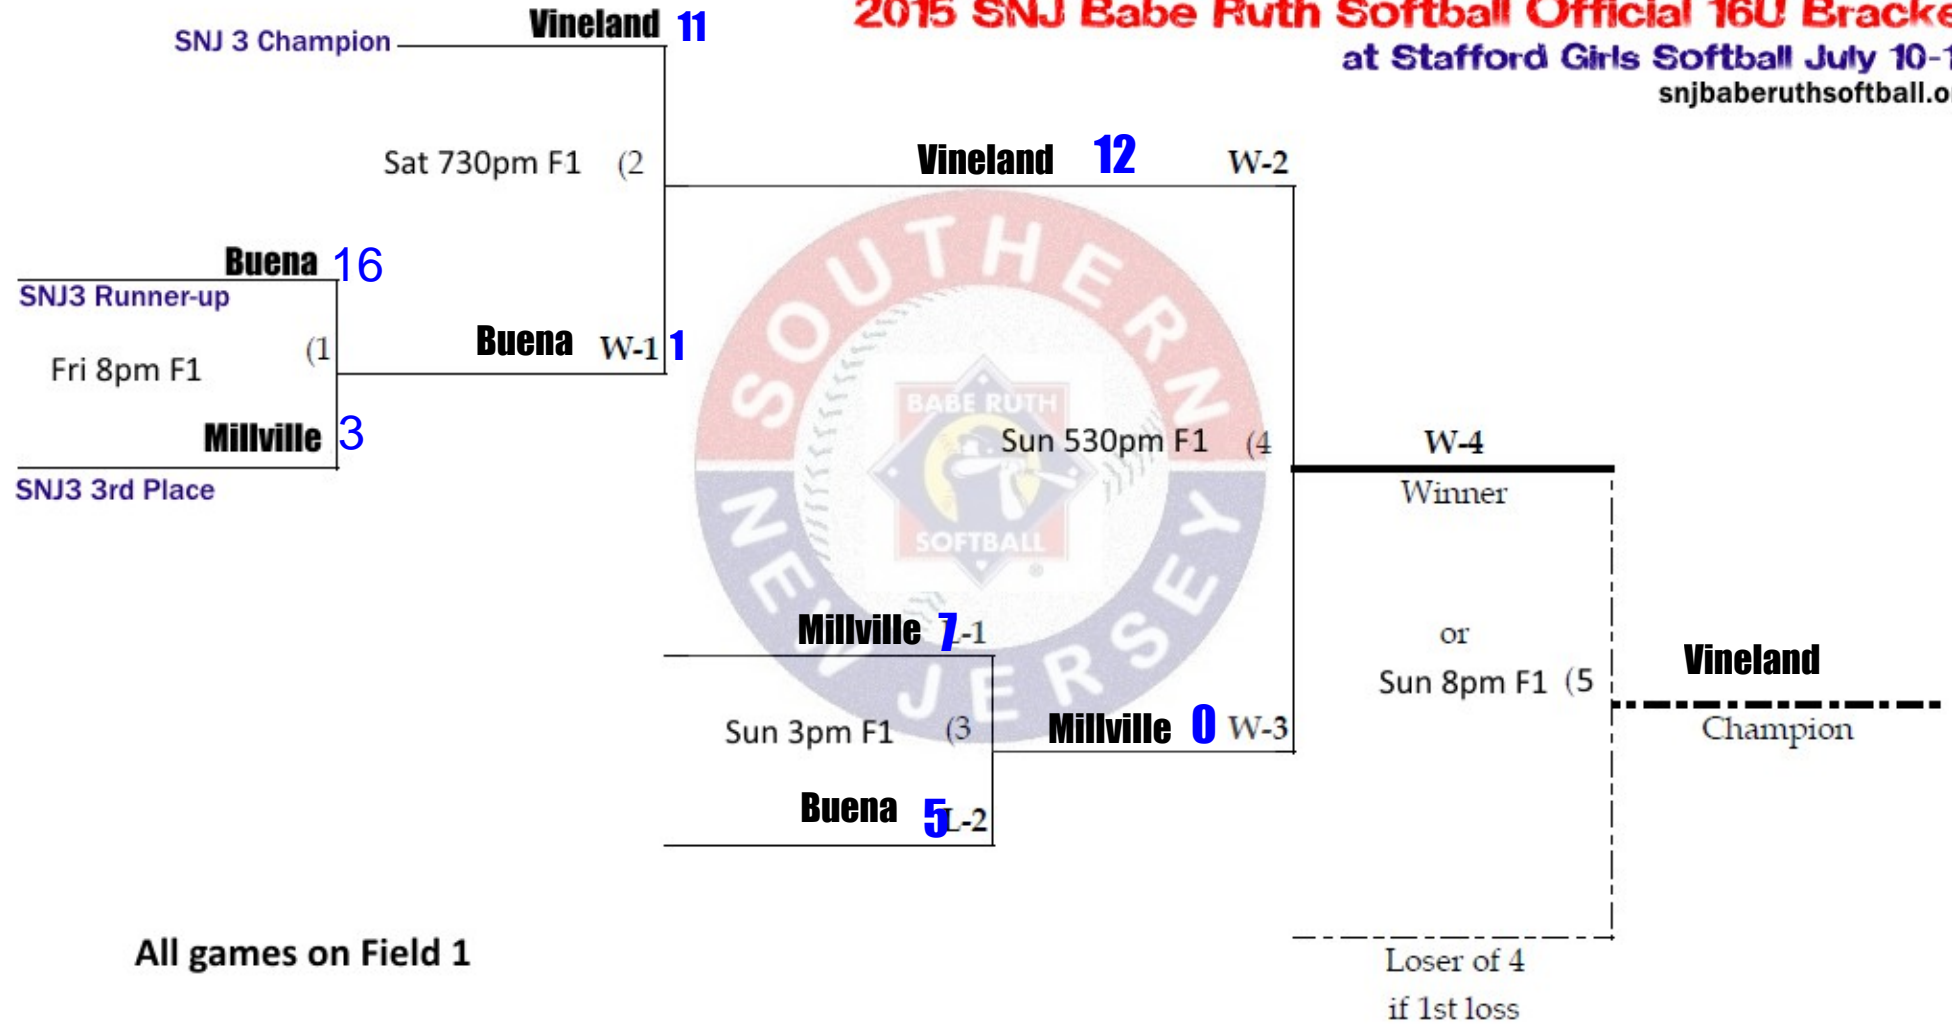 2015 SNJ Babe Ruth Softball Official 16U Bracke
at Stafford Girls Softball July 10-1
snjbaberuthsoftball.o
SNJ 3 Champion
Vineland 11
Sat 730pm F1 (2
Vineland 12 W-2
Buena 16
SNJ3 Runner-up
(1
Fri 8pm F1
Buena W-1 1
Millville 3
SNJ3 3rd Place
SOUTHERN
NEW JERSEY
BABE RUTH
SOFTBALL
®
Sun 530pm F1 (4
W-4
Winner
Millville 7 L-1
Sun 3pm F1 (3
Millville 0 W-3
Buena 5 L-2
or
Sun 8pm F1 (5
Vineland
Champion
Loser of 4
if 1st loss
All games on Field 1